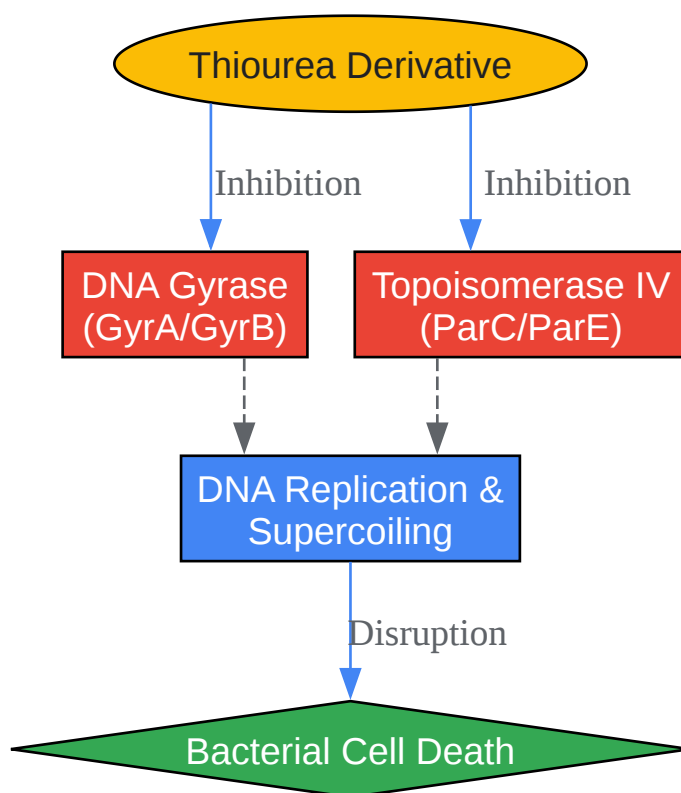 Thiourea Derivative
Inhibition
Inhibition
DNA Gyrase
(GyrA/GyrB)
Topoisomerase IV
(ParC/ParE)
DNA Replication &
Supercoiling
Disruption
Bacterial Cell Death